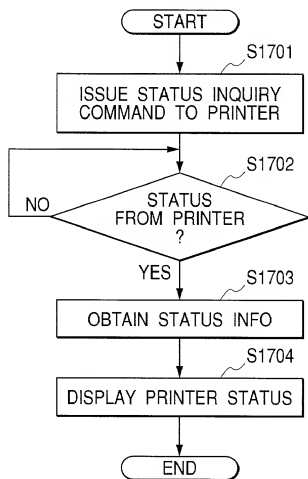 START
S1701
ISSUE STATUS INQUIRY
COMMAND TO PRINTER
S1702
STATUS
FROM PRINTER
?
NO
YES
S1703
OBTAIN STATUS INFO
S1704
DISPLAY PRINTER STATUS
END